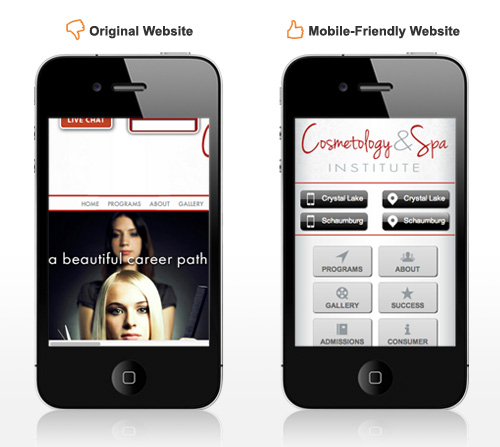 Original Website
Mobile-Friendly Website
LIVE CHAT
HOME PROGRAMS ABOUT GALLERY
a beautiful career path
Cosmetology & Spa
INSTITUTE
Crystal Lake Crystal Lake
Schaumburg Schaumburg
PROGRAMS ABOUT
GALLERY SUCCESS
ADMISSIONS CONSUMER